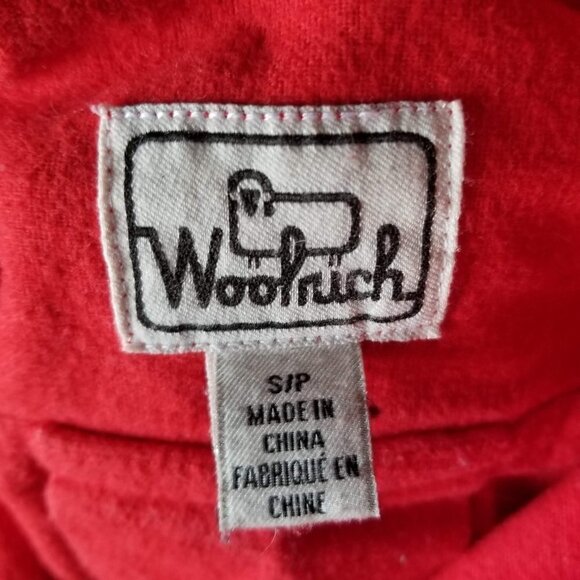 Woolrich
S/P
MADE IN
CHINA
FABRIQUÉ EN
CHINE